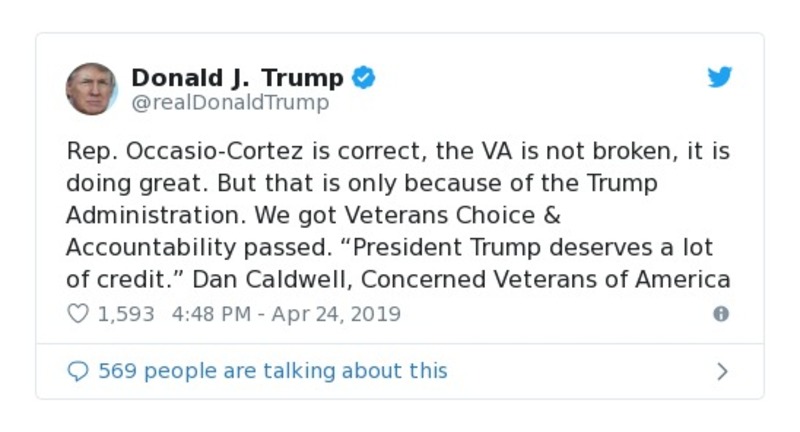 Donald J. Trump
@realDonaldTrump
Rep. Occasio-Cortez is correct, the VA is not broken, it is
doing great. But that is only because of the Trump
Administration. We got Veterans Choice &
Accountability passed. “President Trump deserves a lot
of credit.” Dan Caldwell, Concerned Veterans of America
1,593 4:48 PM - Apr 24, 2019
569 people are talking about this